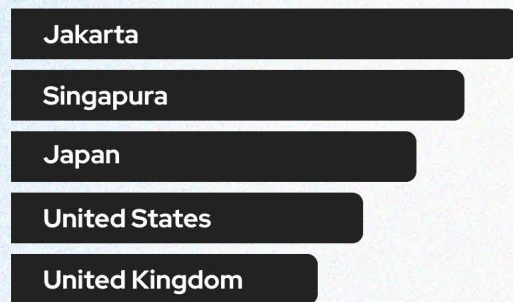 Jakarta
Singapura
Japan
United States
United Kingdom